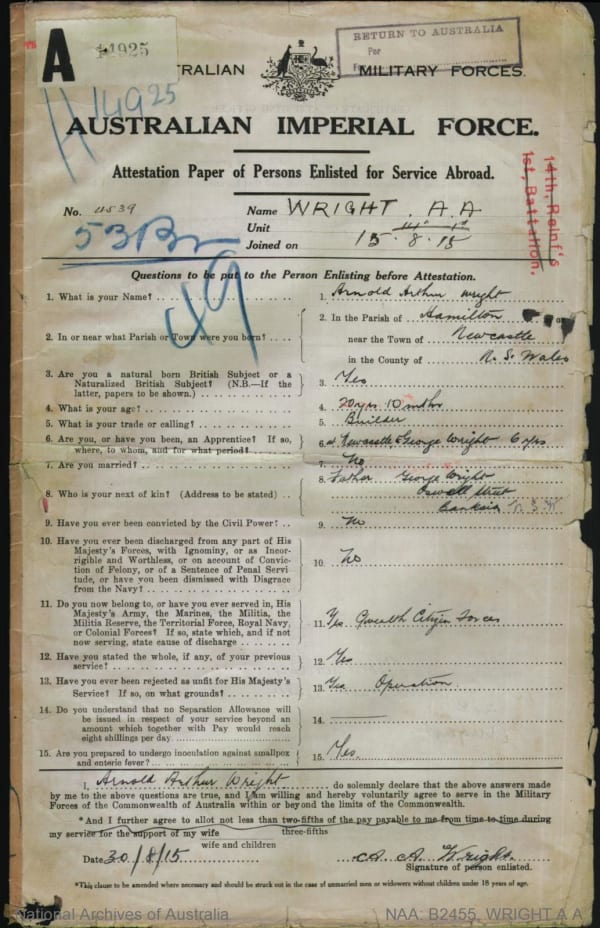 A
14925
RETURN TO AUSTRALIA
Per
TRALIAN MILITARY FORCES.
H 14925
AUSTRALIAN IMPERIAL FORCE.
Attestation Paper of Persons Enlisted for Service Abroad.
14th, Reinf's
1st, Battalion.
No. 4539 Name WRIGHT. A.A
Unit
53 Bn Joined on 15.8.15
49
Questions to be put to the Person Enlisting before Attestation.
1. What is your Name? 1. Arnold Arthur Wright
2. In or near what Parish or Town were you born? 2. In the Parish of Hamilton
near the Town of Newcastle
in the County of N.S. Wales
3. Are you a natural born British Subject or a
Naturalized British Subject? (N.B.—If the
latter, papers to be shown.) 3. Yes
4. What is your age? 4. 20 yrs 10 mths
5. What is your trade or calling? 5. Builder
6. Are you, or have you been, an Apprentice? If so,
where, to whom, and for what period? 6. Newcastle George Wright 6 yrs
7. Are you married? 7. No
8. Who is your next of kin? (Address to be stated) 8. Father George Wright
Street
Banksia N.S.W
9. Have you ever been convicted by the Civil Power? 9. No
10. Have you ever been discharged from any part of His
Majesty's Forces, with Ignominy, or as Incor-
rigible and Worthless, or on account of Convic-
tion of Felony, or of a Sentence of Penal Servi-
tude, or have you been Dismissed with Disgrace
from the Navy? 10. No
11. Do you now belong to, or have you ever served in, His
Majesty's Army, the Marines, the Militia, the
Militia Reserve, the Territorial Force, Royal Navy,
or Colonial Forces? If so, state which, and if not
now serving, state cause of discharge 11. Yes. C'wealth Citizen Forces
12. Have you stated the whole, if any, of your previous
service? 12. Yes
13. Have you ever been rejected as unfit for His Majesty's
Service? If so, on what grounds? 13. Yes Operation
14. Do you understand that no Separation Allowance will
be issued in respect of your service beyond an
amount which together with Pay would reach
eight shillings per day. 14.
15. Are you prepared to undergo inoculation against smallpox
and enteric fever? 15. Yes.
I, Arnold Arthur Wright do solemnly declare that the above answers made
by me to the above questions are true, and I am willing and hereby voluntarily agree to serve in the Military
Forces of the Commonwealth of Australia within or beyond the limits of the Commonwealth.
*And I further agree to allot not less than two-fifths of the pay payable to me from time to time during
three-fifths
my service for the support of my wife
wife and children
Date 30/8/15 A. A. Wright.
Signature of person enlisted.
*This clause to be amended where necessary and should be struck out in the case of unmarried men or widowers without children under 18 years of age.
National Archives of Australia NAA: B2455, WRIGHT A A